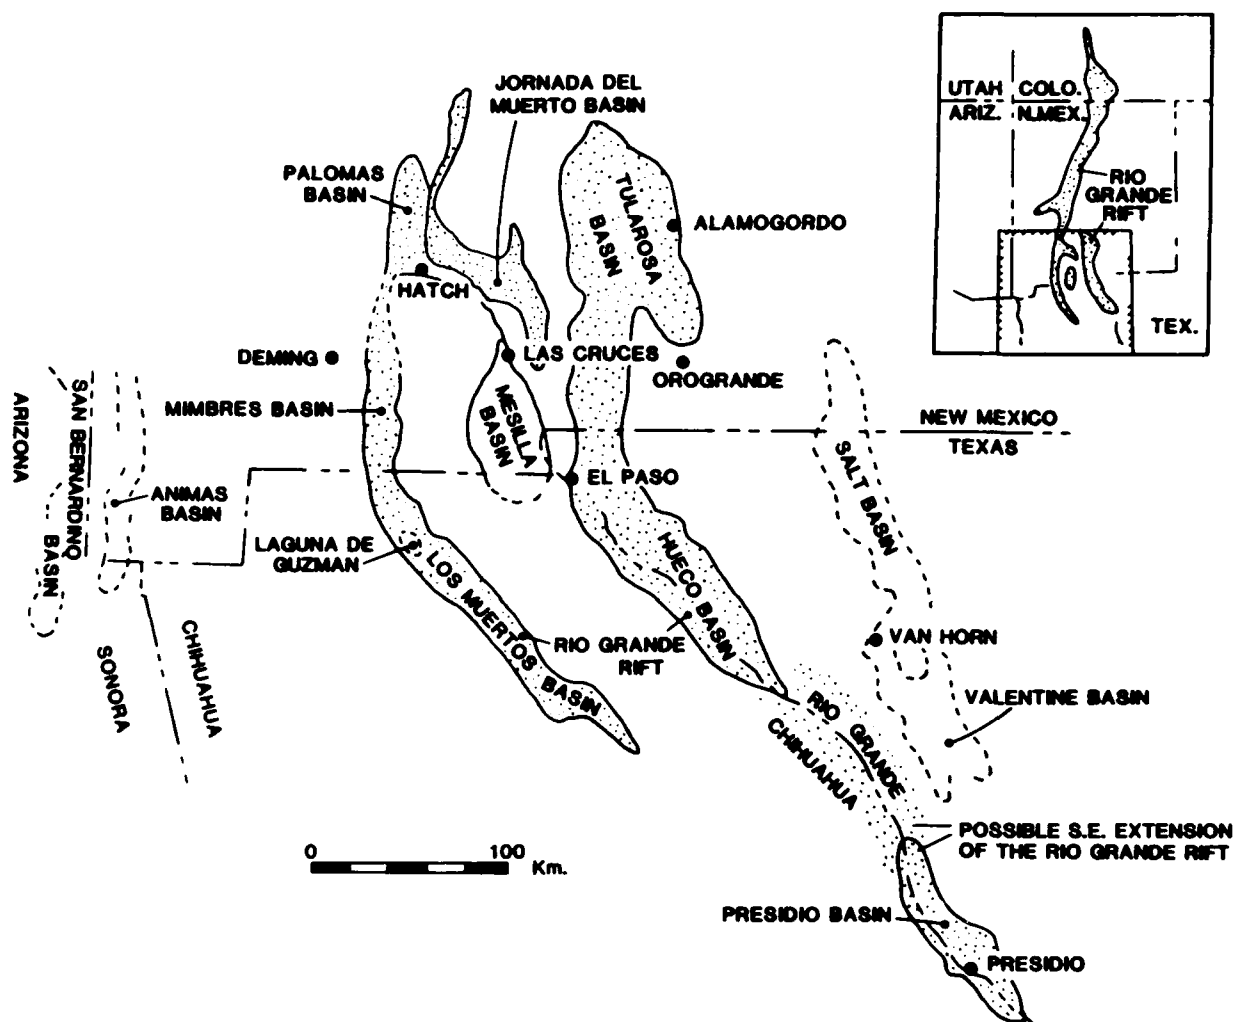 JORNADA DEL
MUERTO BASIN
PALOMAS
BASIN
TULAROSA
BASIN
ALAMOGORDO
HATCH
DEMING
LAS CRUCES
OROGRANDE
MIMBRES BASIN
MESILLA
BASIN
NEW MEXICO
TEXAS
ARIZONA
SAN BERNARDINO
BASIN
ANIMAS
BASIN
EL PASO
SALT BASIN
LAGUNA DE
GUZMAN
LOS MUERTOS BASIN
HUECO BASIN
RIO GRANDE
RIFT
VAN HORN
VALENTINE BASIN
SONORA
CHIHUAHUA
RIO GRANDE
CHIHUAHUA
POSSIBLE S.E. EXTENSION
OF THE RIO GRANDE RIFT
0 100
Km.
PRESIDIO BASIN
PRESIDIO
UTAH COLO.
ARIZ. N.MEX.
RIO
GRANDE
RIFT
TEX.